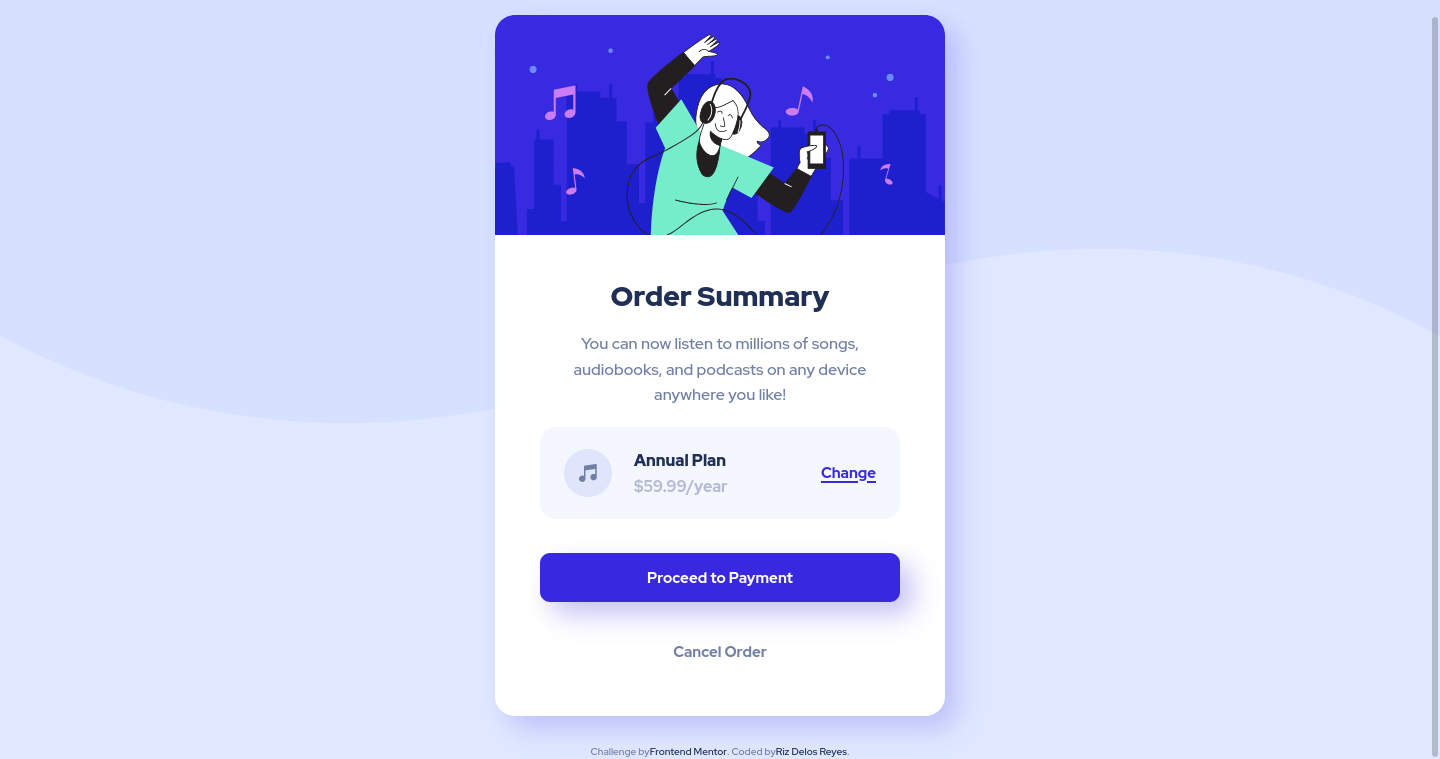 Order Summary
You can now listen to millions of songs,
audiobooks, and podcasts on any device
anywhere you like!
Annual Plan
$59.99/year
Change
Proceed to Payment
Cancel Order
Challenge byFrontend Mentor. Coded byRiz Delos Reyes.